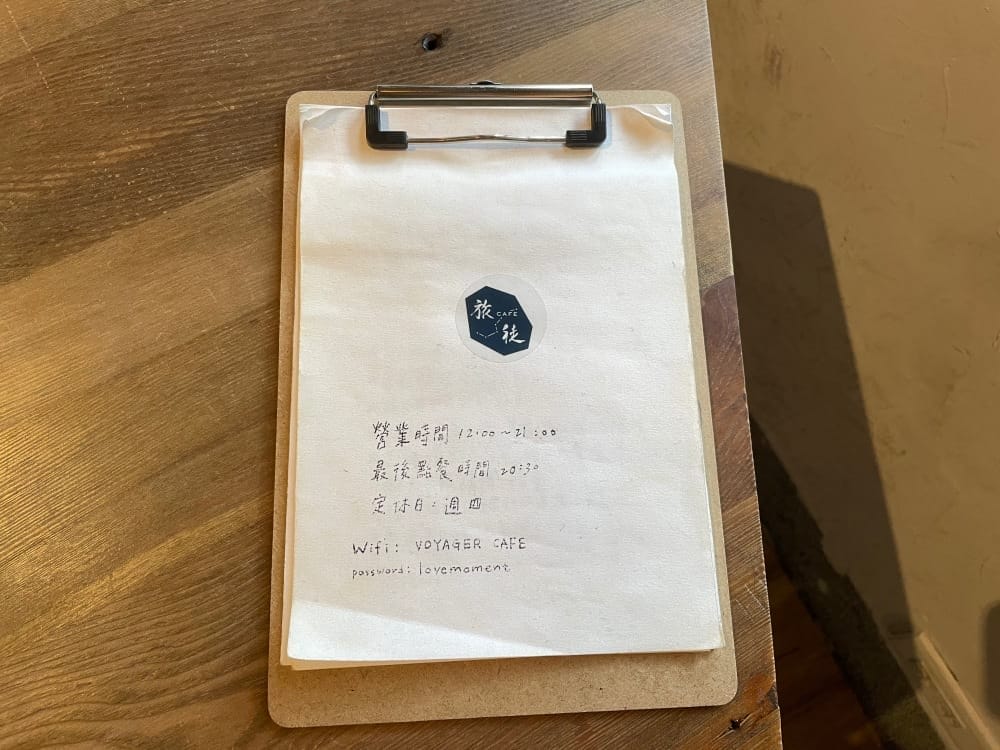 旅
CAFE
徒
營業時間 12:00~21:00
最後點餐時間 20:30
定休日:週四
Wifi: VOYAGER CAFE
password: lovemoment